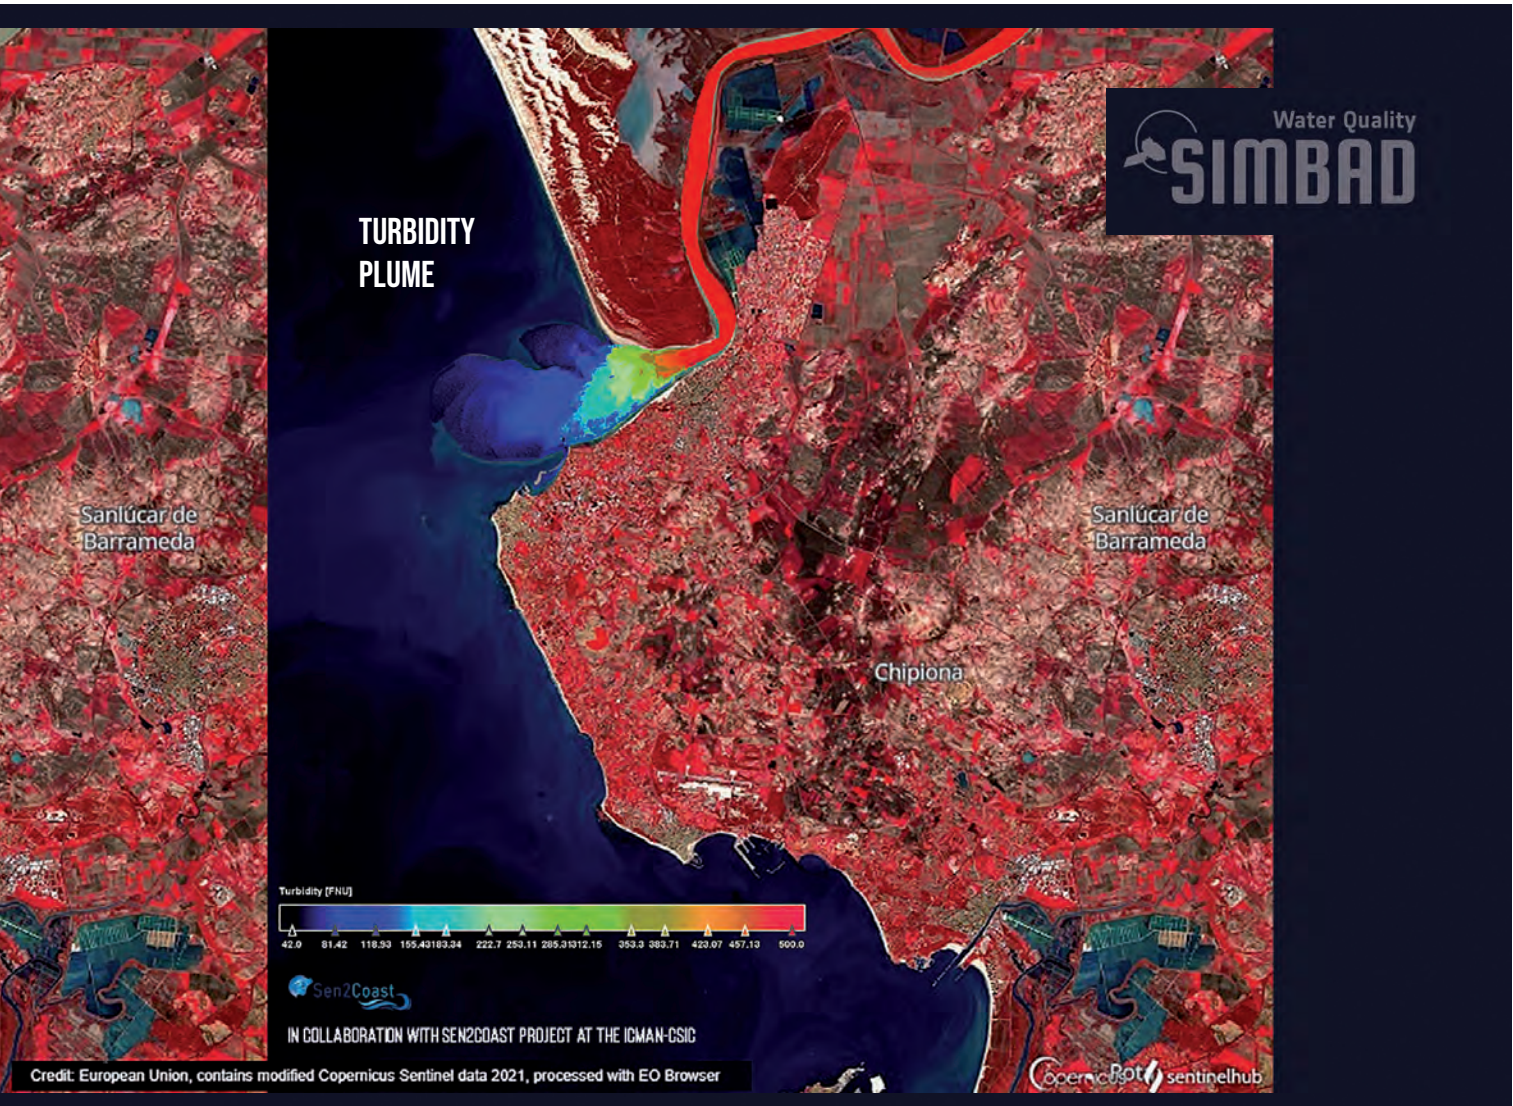 Water Quality
SIMBAD
TURBIDITY
PLUME
Sanlúcar de
Barrameda
Sanlúcar de
Barrameda
Chipiona
Turbidity [FNU]
42.0 81.42 118.93 155.43 183.34 222.7 253.11 285.31 312.15 353.3 383.71 423.07 457.13 500.0
Sen2Coast
IN COLLABORATION WITH SEN2COAST PROJECT AT THE ICMAN-CSIC
Credit: European Union, contains modified Copernicus Sentinel data 2021, processed with EO Browser
sentinelhub